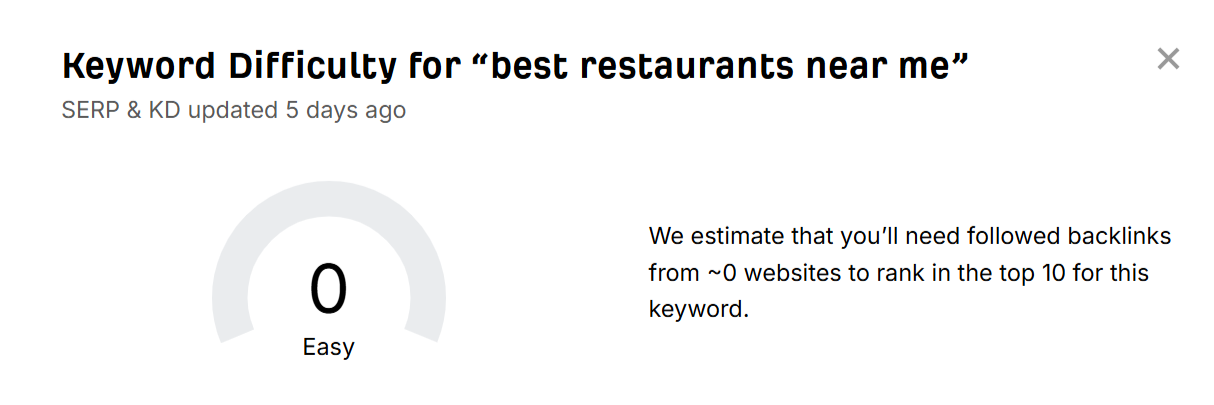 Keyword Difficulty for “best restaurants near me”
SERP & KD updated 5 days ago
0
Easy
We estimate that you’ll need followed backlinks
from ~0 websites to rank in the top 10 for this
keyword.